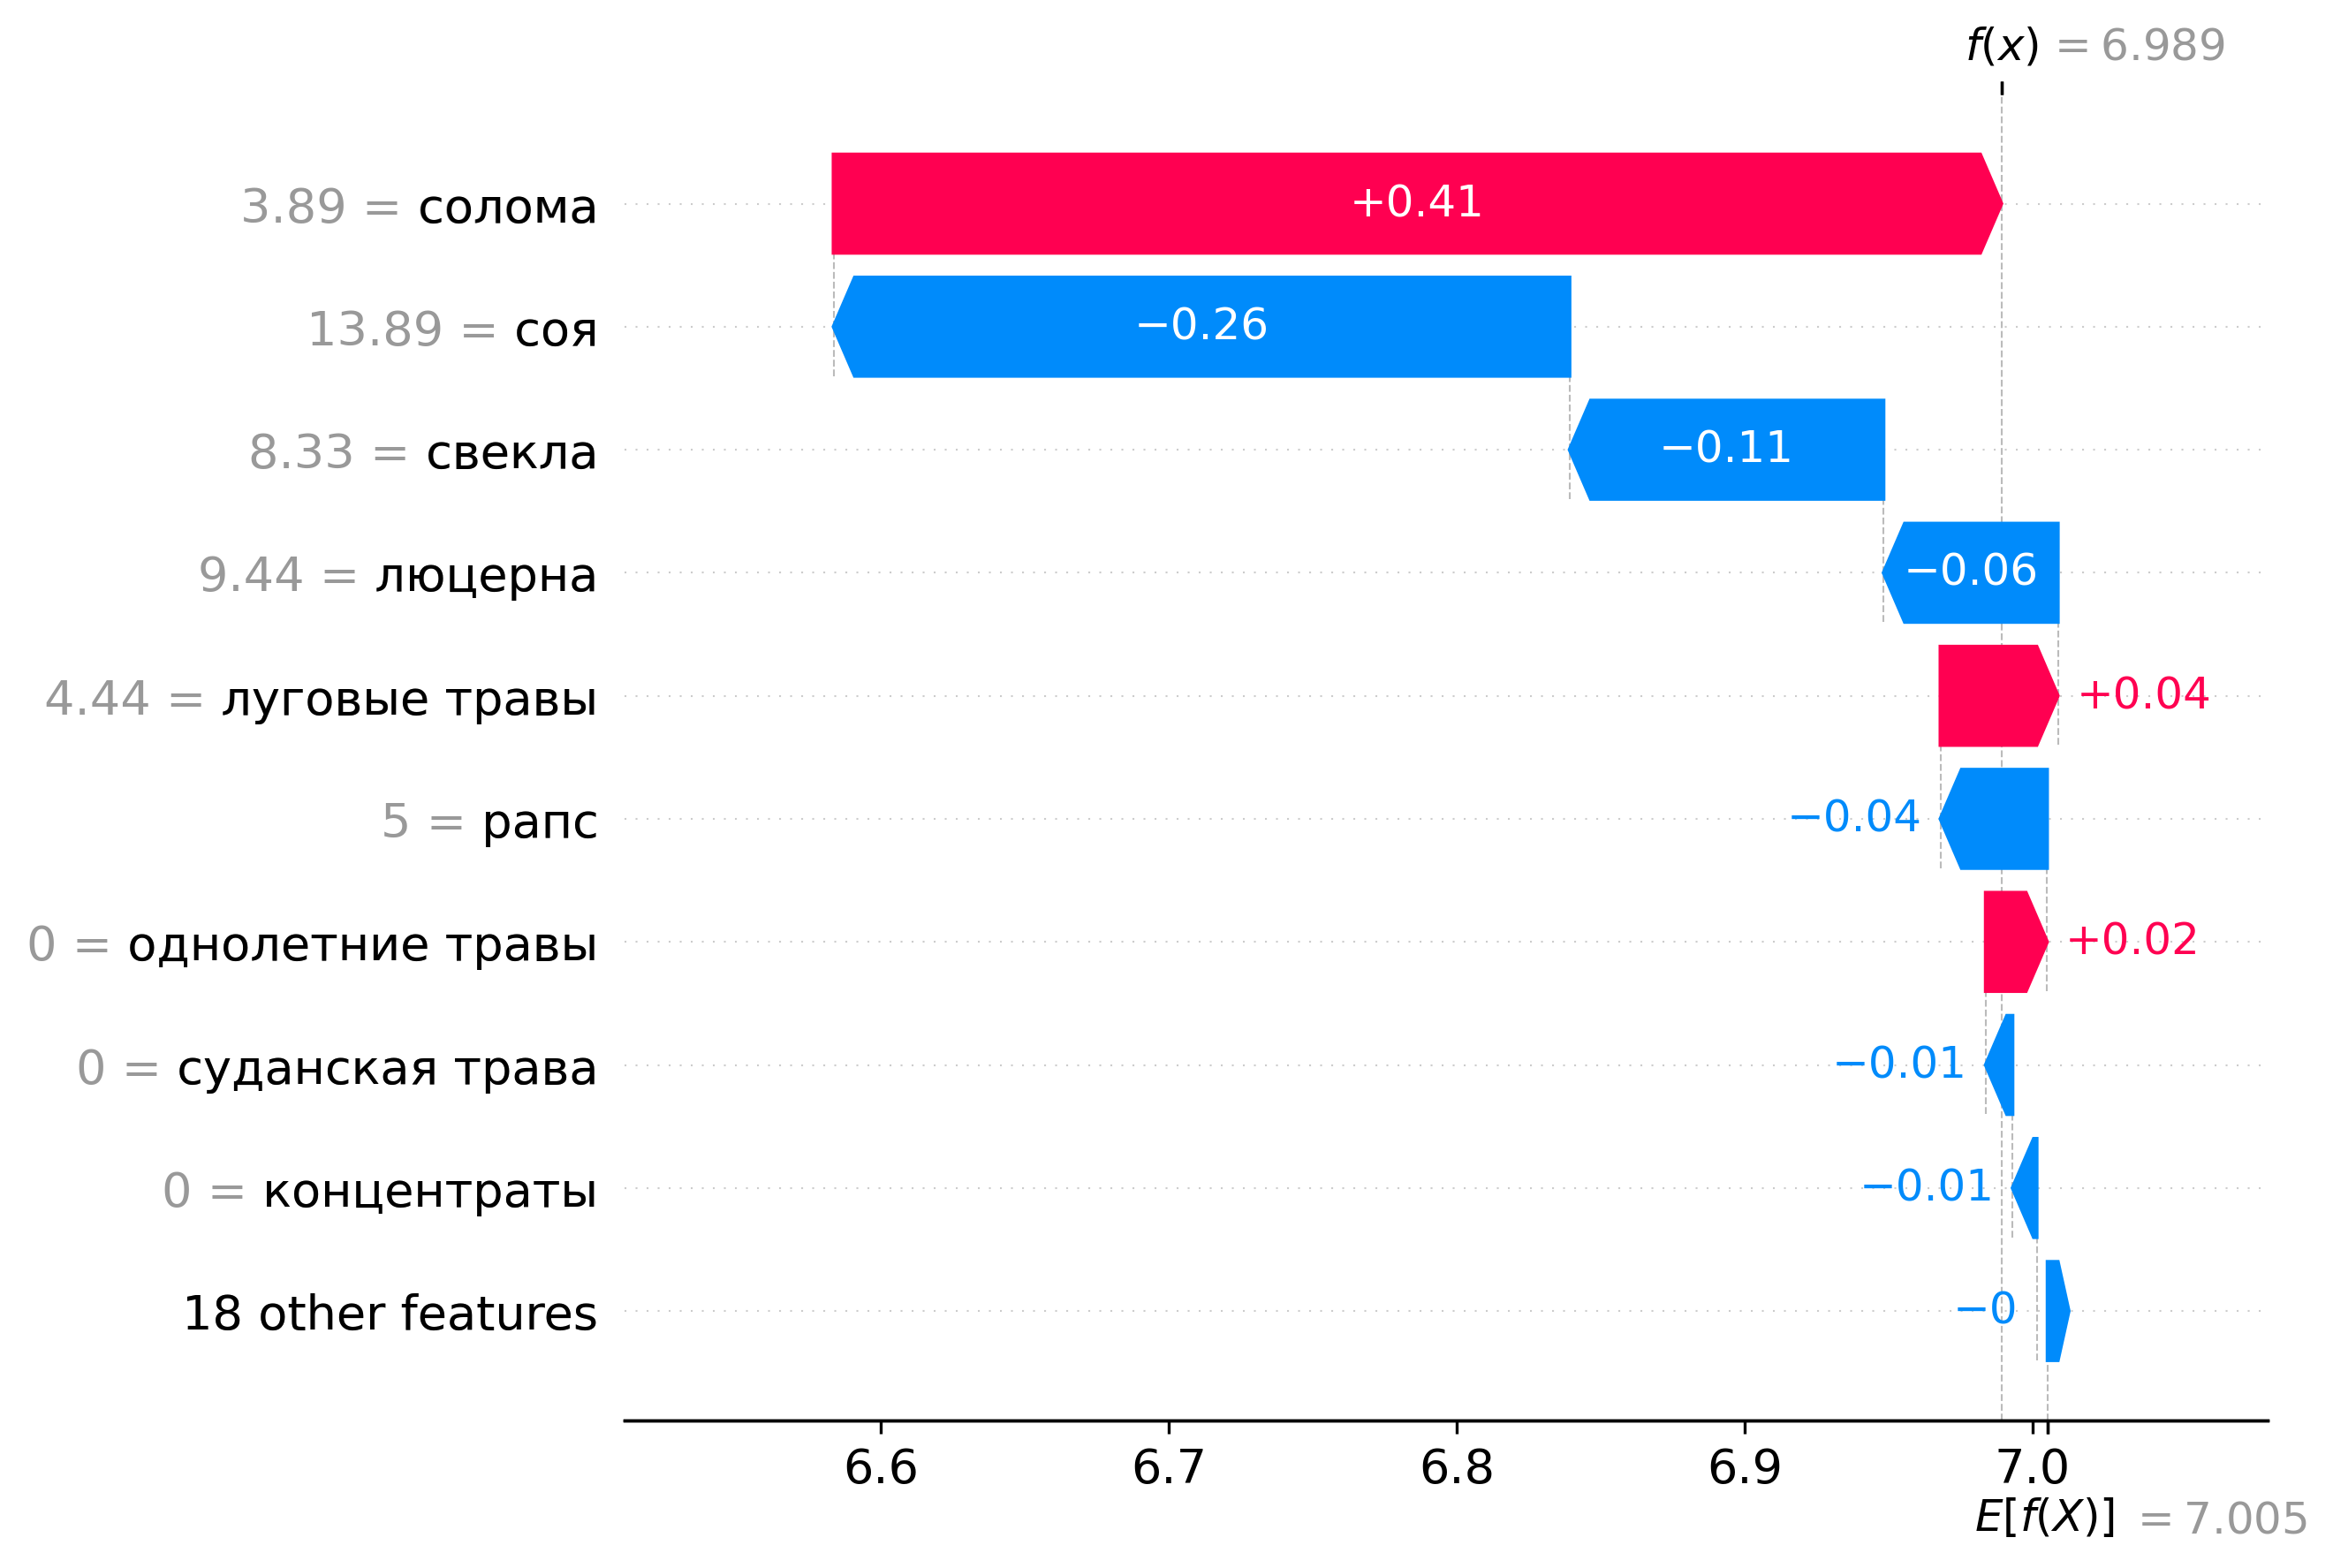 f(x) = 6.989
3.89 = солома
+0.41
13.89 = соя
−0.26
8.33 = свекла
−0.11
9.44 = люцерна
−0.06
4.44 = луговые травы
+0.04
5 = рапс
−0.04
0 = однолетние травы
+0.02
0 = суданская трава
−0.01
0 = концентраты
−0.01
18 other features
−0
6.6 6.7 6.8 6.9 7.0
E[f(X)] = 7.005